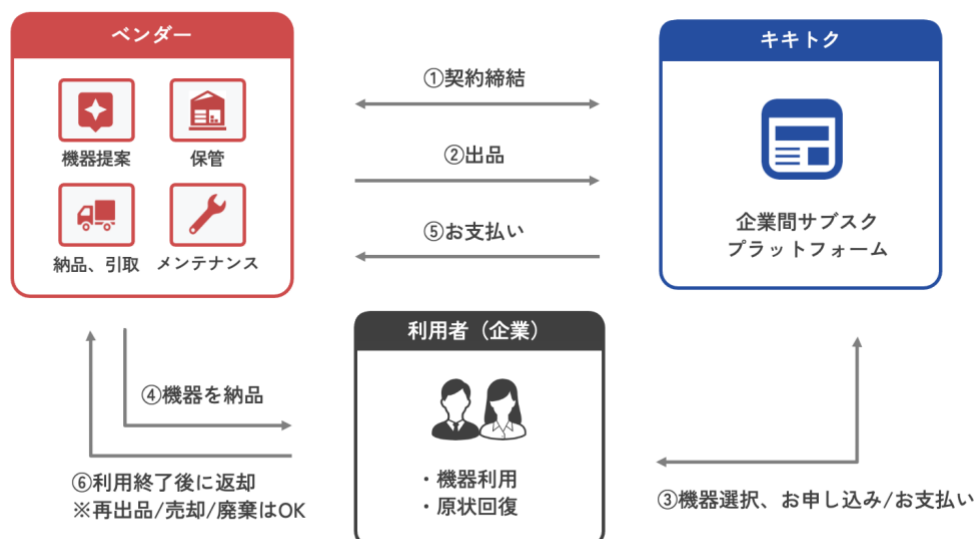 ベンダー
機器提案
保管
納品、引取
メンテナンス
①契約締結
②出品
⑤お支払い
キキトク
企業間サブスク
プラットフォーム
利用者（企業）
・機器利用
・原状回復
④機器を納品
⑥利用終了後に返却
※再出品/売却/廃棄はOK
③機器選択、お申し込み/お支払い